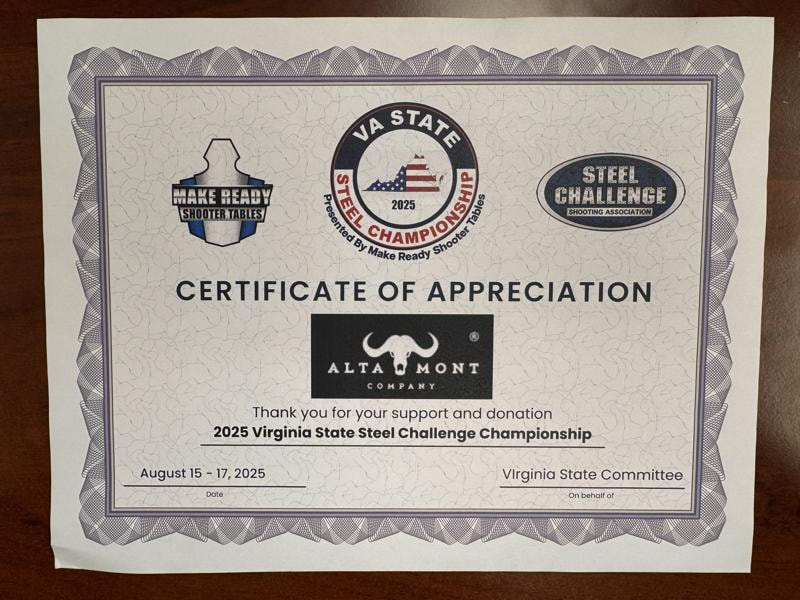 MAKE READY
SHOOTER TABLES
VA STATE
2025
STEEL CHAMPIONSHIP
Presented By Make Ready Shooter Tables
STEEL
CHALLENGE
SHOOTING ASSOCIATION
CERTIFICATE OF APPRECIATION
®
ALTAMONT
COMPANY
Thank you for your support and donation
2025 Virginia State Steel Challenge Championship
August 15 - 17, 2025
Date
VIrginia State Committee
On behalf of